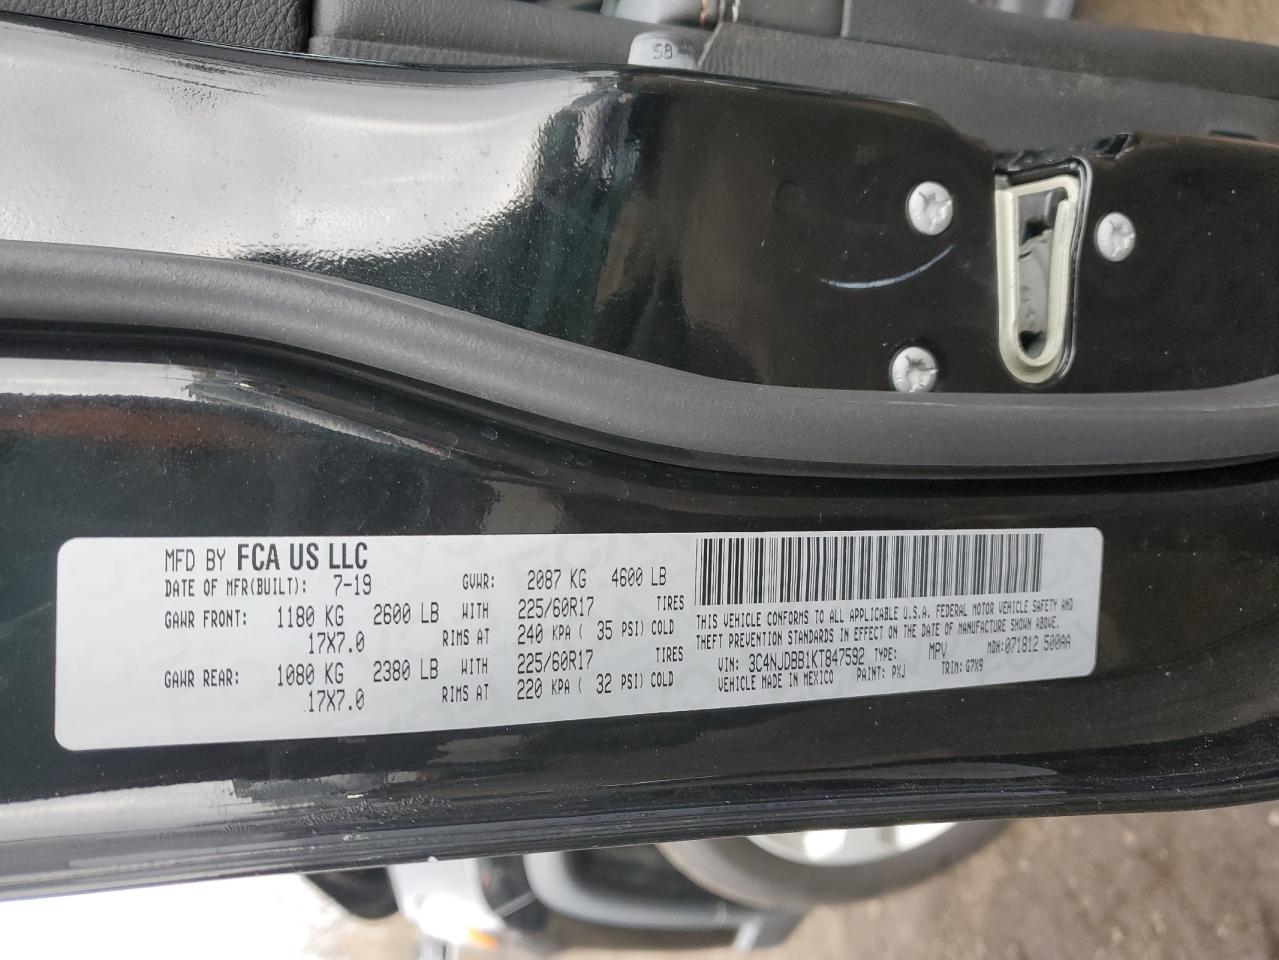 58
MFD BY FCA US LLC
DATE OF MFR(BUILT): 7-19 GVWR: 2087 KG 4600 LB
GAWR FRONT: 1180 KG 2600 LB WITH 225/60R17 TIRES
17X7.0 RIMS AT 240 KPA ( 35 PSI) COLD
GAWR REAR: 1080 KG 2380 LB WITH 225/60R17 TIRES
17X7.0 RIMS AT 220 KPA ( 32 PSI) COLD
THIS VEHICLE CONFORMS TO ALL APPLICABLE U.S.A. FEDERAL MOTOR VEHICLE SAFETY AND
THEFT PREVENTION STANDARDS IN EFFECT ON THE DATE OF MANUFACTURE SHOWN ABOVE.
VIN: 3C4NJDBB1KT847592 TYPE: MPV MDH: 071812 500AA
VEHICLE MADE IN MEXICO PAINT: PXJ TRIM: G7X9